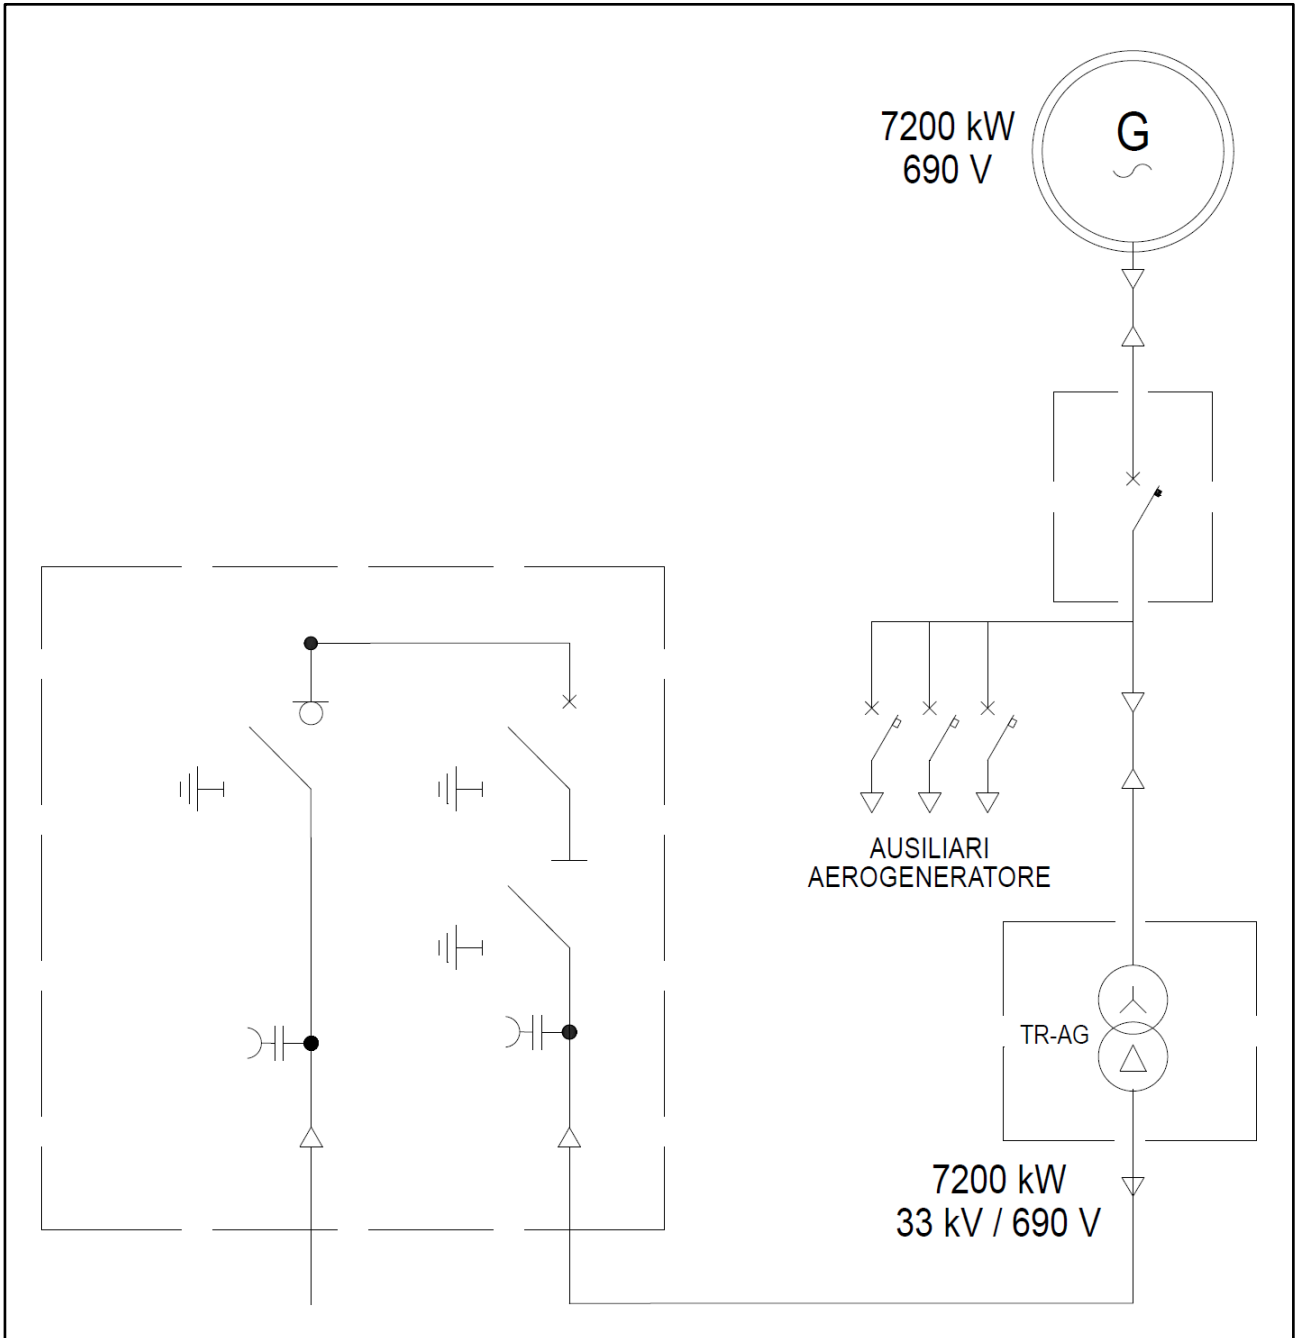 7200 kW
690 V
G
AUSILIARI
AEROGENERATORE
TR-AG
7200 kW
33 kV / 690 V